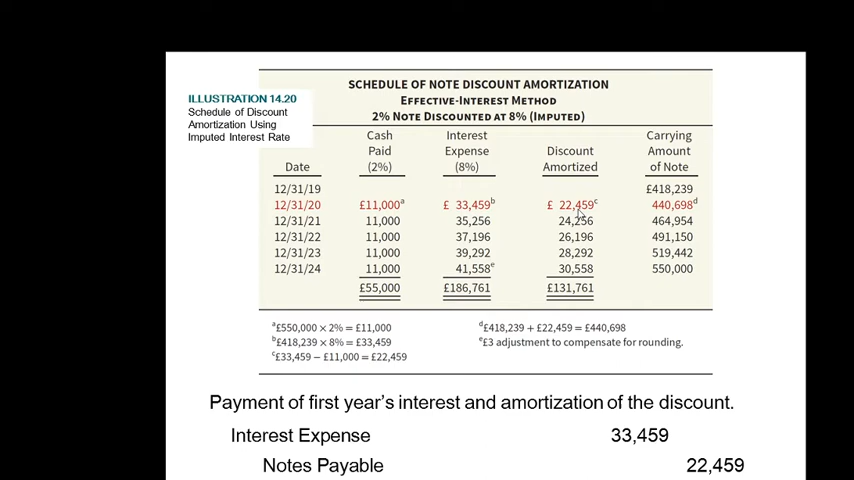 SCHEDULE OF NOTE DISCOUNT AMORTIZATION
EFFECTIVE-INTEREST METHOD
2% NOTE DISCOUNTED AT 8% (IMPUTED)
ILLUSTRATION 14.20
Schedule of Discount
Amortization Using
Imputed Interest Rate
Cash Interest Carrying
Paid Expense Discount Amount
Date (2%) (8%) Amortized of Note
12/31/19 £418,239
12/31/20 £11,000a £ 33,459b £ 22,459c 440,698d
12/31/21 11,000 35,256 24,256 464,954
12/31/22 11,000 37,196 26,196 491,150
12/31/23 11,000 39,292 28,292 519,442
12/31/24 11,000 41,558e 30,558 550,000
£55,000 £186,761 £131,761
a£550,000 × 2% = £11,000 d£418,239 + £22,459 = £440,698
b£418,239 × 8% = £33,459 e£3 adjustment to compensate for rounding.
c£33,459 − £11,000 = £22,459
Payment of first year’s interest and amortization of the discount.
Interest Expense 33,459
Notes Payable 22,459